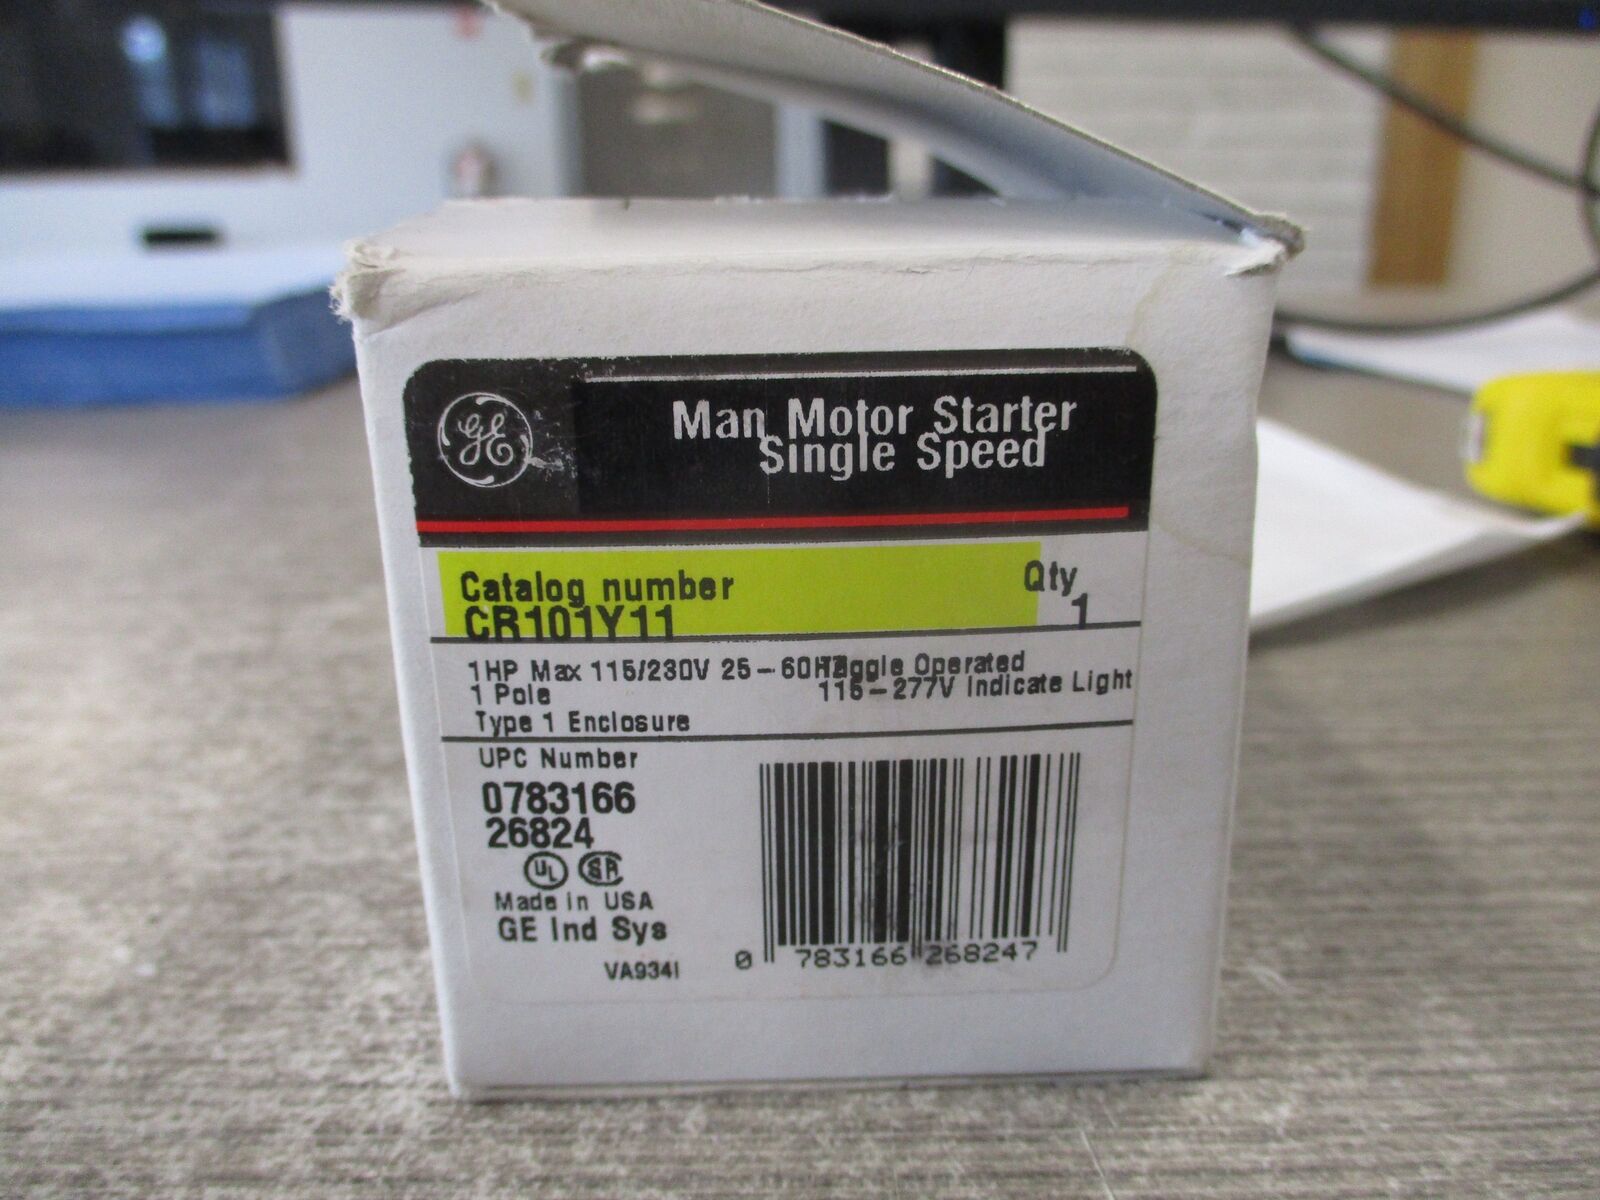 GE
Man Motor Starter
Single Speed
Catalog number
Qty
CR101Y11
1
1HP Max 115/230V 25-60HZ
Toggle Operated
1 Pole
115-277V Indicate Light
Type 1 Enclosure
UPC Number
0783166
26824
UL SA
Made in USA
GE Ind Sys
VA934I
0 783166 268247